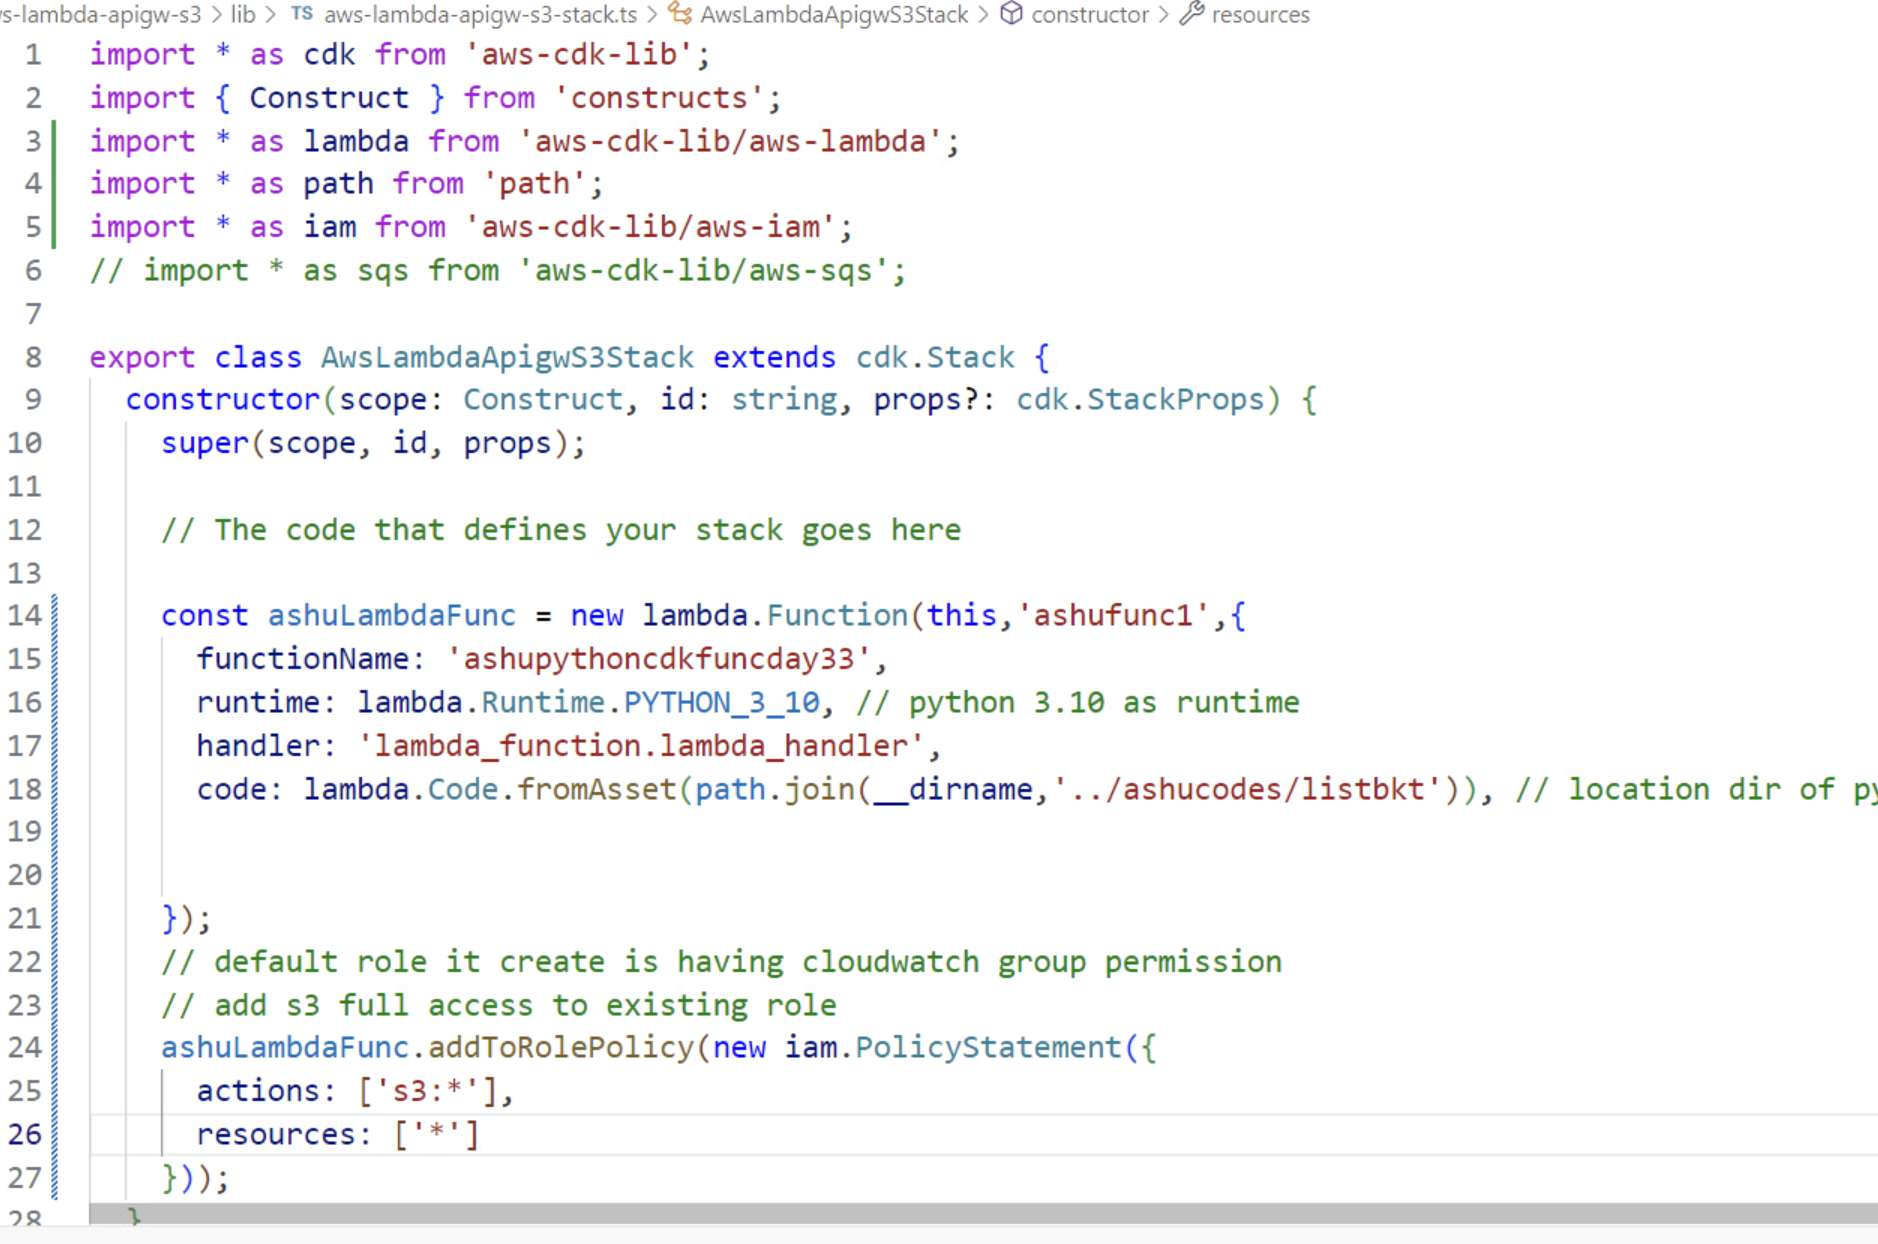 s-lambda-apigw-s3 > lib > TS aws-lambda-apigw-s3-stack.ts > AwsLambdaApigwS3Stack > constructor > resources
1 import * as cdk from 'aws-cdk-lib';
2 import { Construct } from 'constructs';
3 import * as lambda from 'aws-cdk-lib/aws-lambda';
4 import * as path from 'path';
5 import * as iam from 'aws-cdk-lib/aws-iam';
6 // import * as sqs from 'aws-cdk-lib/aws-sqs';
7
8 export class AwsLambdaApigwS3Stack extends cdk.Stack {
9 constructor(scope: Construct, id: string, props?: cdk.StackProps) {
10 super(scope, id, props);
11
12 // The code that defines your stack goes here
13
14 const ashuLambdaFunc = new lambda.Function(this,'ashufunc1',{
15 functionName: 'ashupythoncdkfuncday33',
16 runtime: lambda.Runtime.PYTHON_3_10, // python 3.10 as runtime
17 handler: 'lambda_function.lambda_handler',
18 code: lambda.Code.fromAsset(path.join(__dirname,'../ashucodes/listbkt')), // location dir of py
19
20
21 });
22 // default role it create is having cloudwatch group permission
23 // add s3 full access to existing role
24 ashuLambdaFunc.addToRolePolicy(new iam.PolicyStatement({
25 actions: ['s3:*'],
26 resources: ['*']
27 }));
28 }